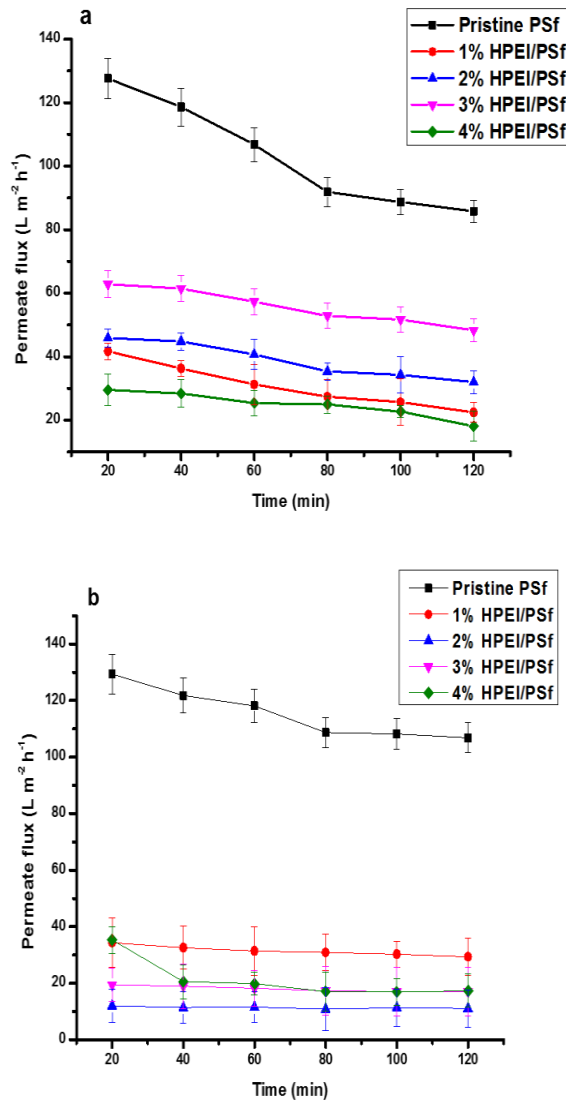 a
Pristine PSf
1% HPEI/PSf
2% HPEI/PSf
3% HPEI/PSf
4% HPEI/PSf
140
120
100
80
60
40
20
Permeate flux (L m⁻² h⁻¹)
20 40 60 80 100 120
Time (min)
b
Pristine PSf
1% HPEI/PSf
2% HPEI/PSf
3% HPEI/PSf
4% HPEI/PSf
140
120
100
80
60
40
20
0
Permeate flux (L m⁻² h⁻¹)
20 40 60 80 100 120
Time (min)